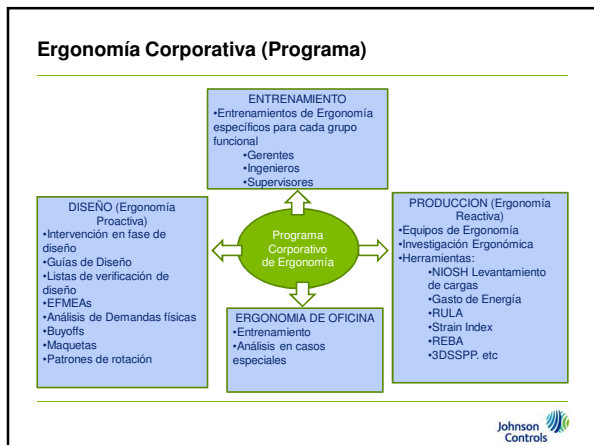 Ergonomía Corporativa (Programa)
ENTRENAMIENTO
•Entrenamientos de Ergonomía
específicos para cada grupo
funcional
•Gerentes
•Ingenieros
•Supervisores
DISEÑO (Ergonomía
Proactiva)
•Intervención en fase de
diseño
•Guías de Diseño
•Listas de verificación de
diseño
•EFMEAs
•Análisis de Demandas físicas
•Buyoffs
•Maquetas
•Patrones de rotación
Programa
Corporativo
de Ergonomía
PRODUCCION (Ergonomía
Reactiva)
•Equipos de Ergonomía
•Investigación Ergonómica
•Herramientas:
•NIOSH Levantamiento
de cargas
•Gasto de Energía
•RULA
•Strain Index
•REBA
•3DSSPP. etc
ERGONOMIA DE OFICINA
•Entrenamiento
•Análisis en casos
especiales
Johnson
Controls